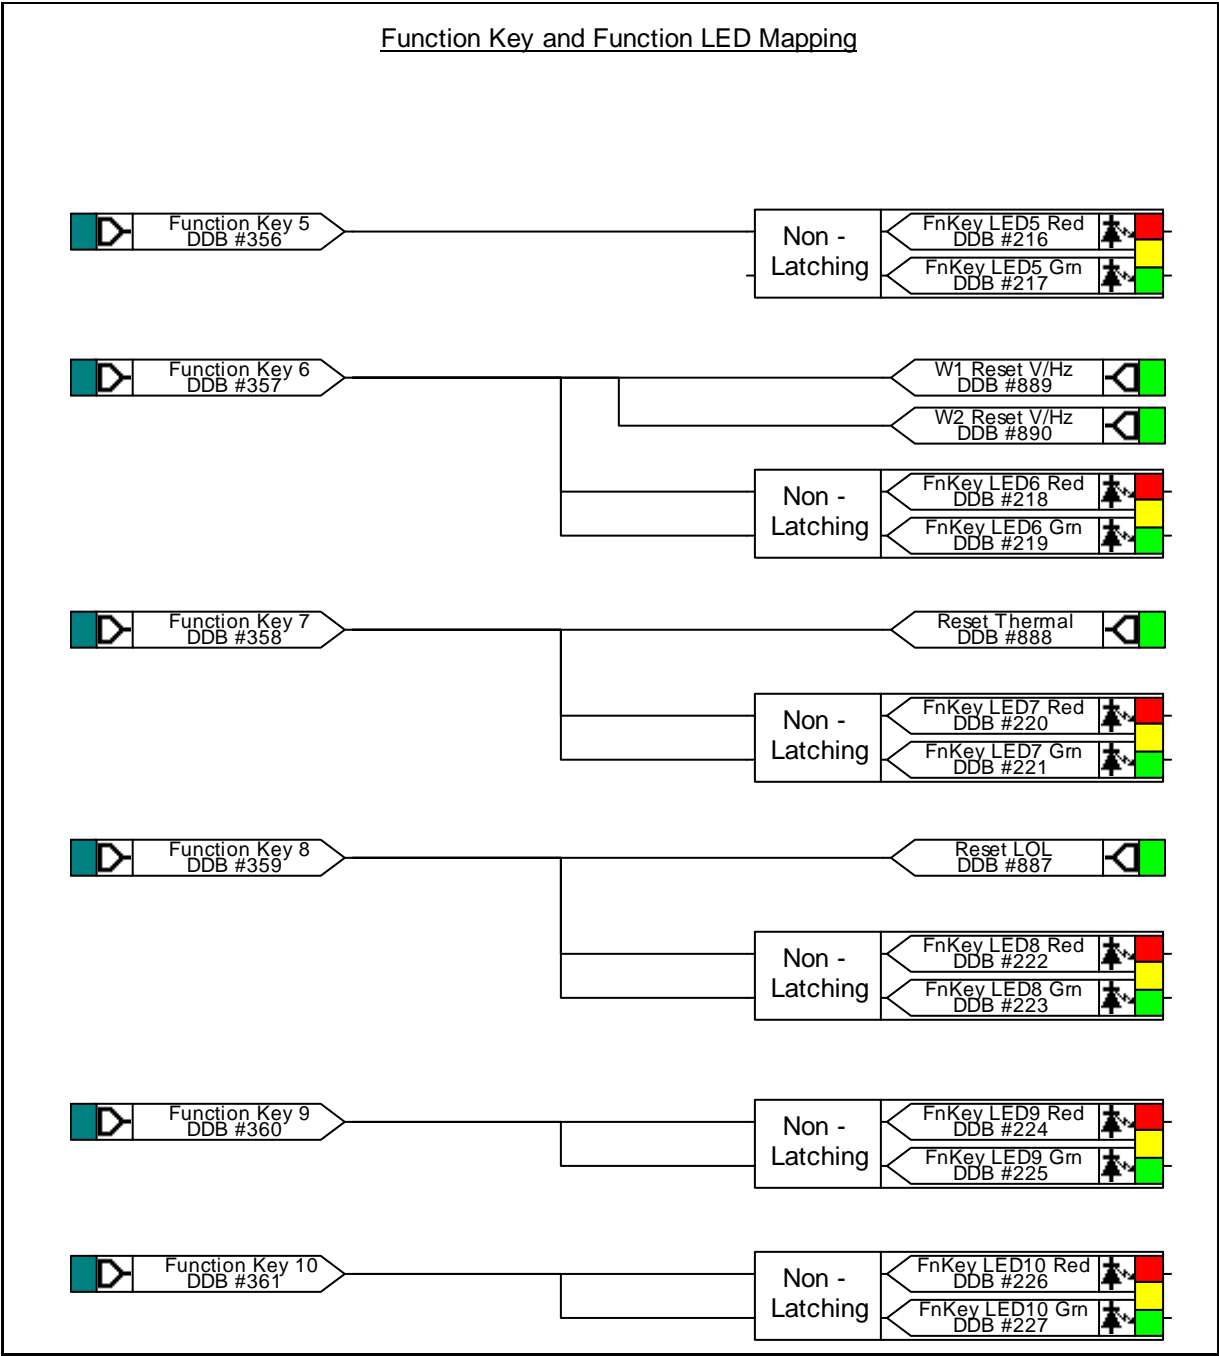 Function Key and Function LED Mapping
Function Key 5
DDB #356
Non -
Latching
FnKey LED5 Red
DDB #216
FnKey LED5 Grn
DDB #217
Function Key 6
DDB #357
W1 Reset V/Hz
DDB #889
W2 Reset V/Hz
DDB #890
Non -
Latching
FnKey LED6 Red
DDB #218
FnKey LED6 Grn
DDB #219
Function Key 7
DDB #358
Reset Thermal
DDB #888
Non -
Latching
FnKey LED7 Red
DDB #220
FnKey LED7 Grn
DDB #221
Function Key 8
DDB #359
Reset LOL
DDB #887
Non -
Latching
FnKey LED8 Red
DDB #222
FnKey LED8 Grn
DDB #223
Function Key 9
DDB #360
Non -
Latching
FnKey LED9 Red
DDB #224
FnKey LED9 Grn
DDB #225
Function Key 10
DDB #361
Non -
Latching
FnKey LED10 Red
DDB #226
FnKey LED10 Grn
DDB #227